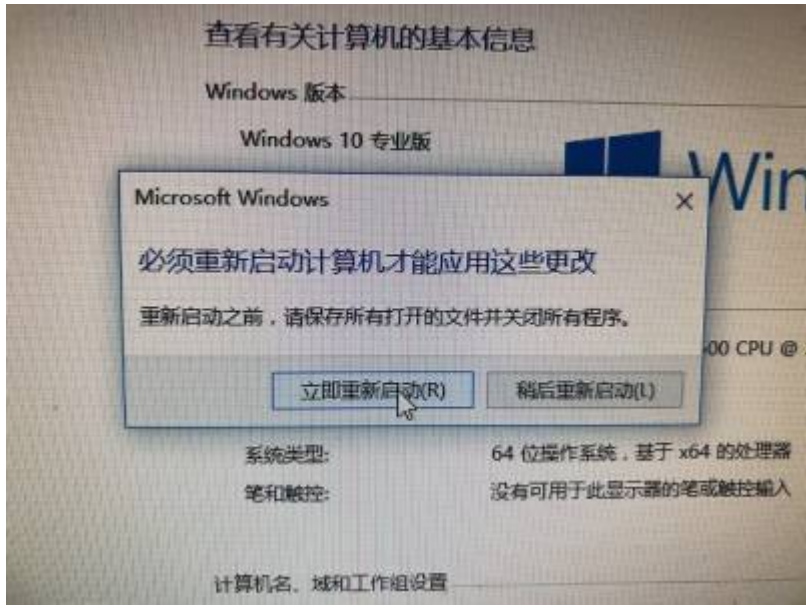 查看有关计算机的基本信息
Windows 版本
Windows 10 专业版
Win
Microsoft Windows
必须重新启动计算机才能应用这些更改
重新启动之前，请保存所有打开的文件并关闭所有程序。
00 CPU @
立即重新启动(R) 稍后重新启动(L)
系统类型: 64 位操作系统，基于 x64 的处理器
笔和触控: 没有可用于此显示器的笔或触控输入
计算机名、域和工作组设置